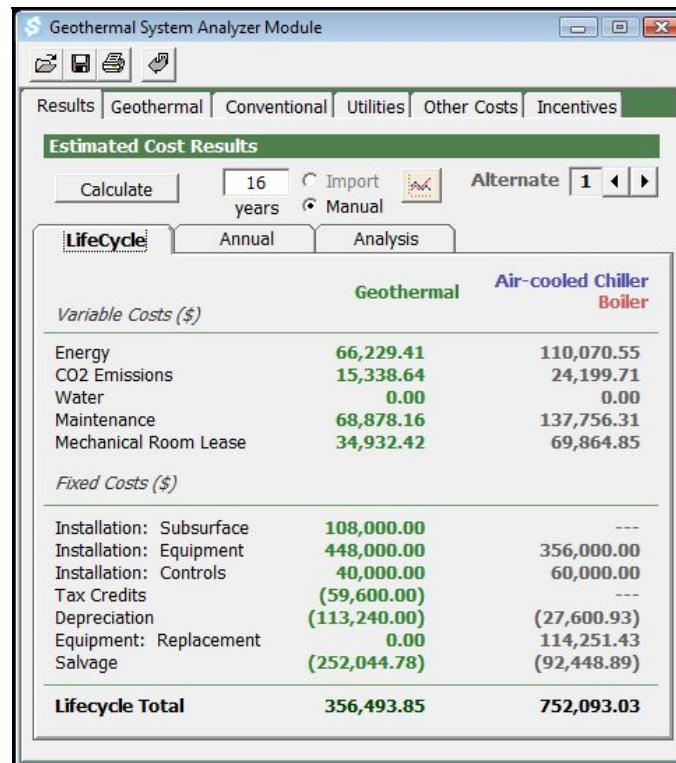 Geothermal System Analyzer Module
Results Geothermal Conventional Utilities Other Costs Incentives
Estimated Cost Results
Calculate 16 Import Alternate 1
years Manual
LifeCycle Annual Analysis
Geothermal Air-cooled Chiller
Boiler
Variable Costs ($)
Energy 66,229.41 110,070.55
CO2 Emissions 15,338.64 24,199.71
Water 0.00 0.00
Maintenance 68,878.16 137,756.31
Mechanical Room Lease 34,932.42 69,864.85
Fixed Costs ($)
Installation: Subsurface 108,000.00 ---
Installation: Equipment 448,000.00 356,000.00
Installation: Controls 40,000.00 60,000.00
Tax Credits (59,600.00) ---
Depreciation (113,240.00) (27,600.93)
Equipment: Replacement 0.00 114,251.43
Salvage (252,044.78) (92,448.89)
Lifecycle Total 356,493.85 752,093.03